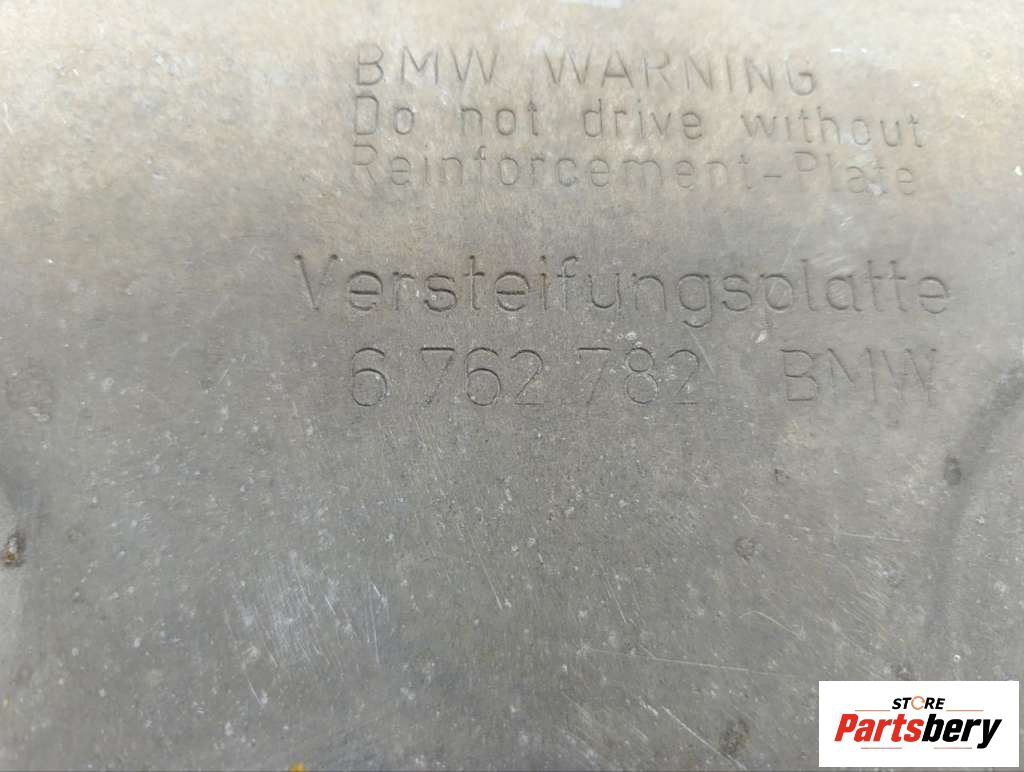 BMW WARNING
Do not drive without
Reinforcement-Plate
Versteifungsplatte
6 762 782 BMW
STORE
Partsbery